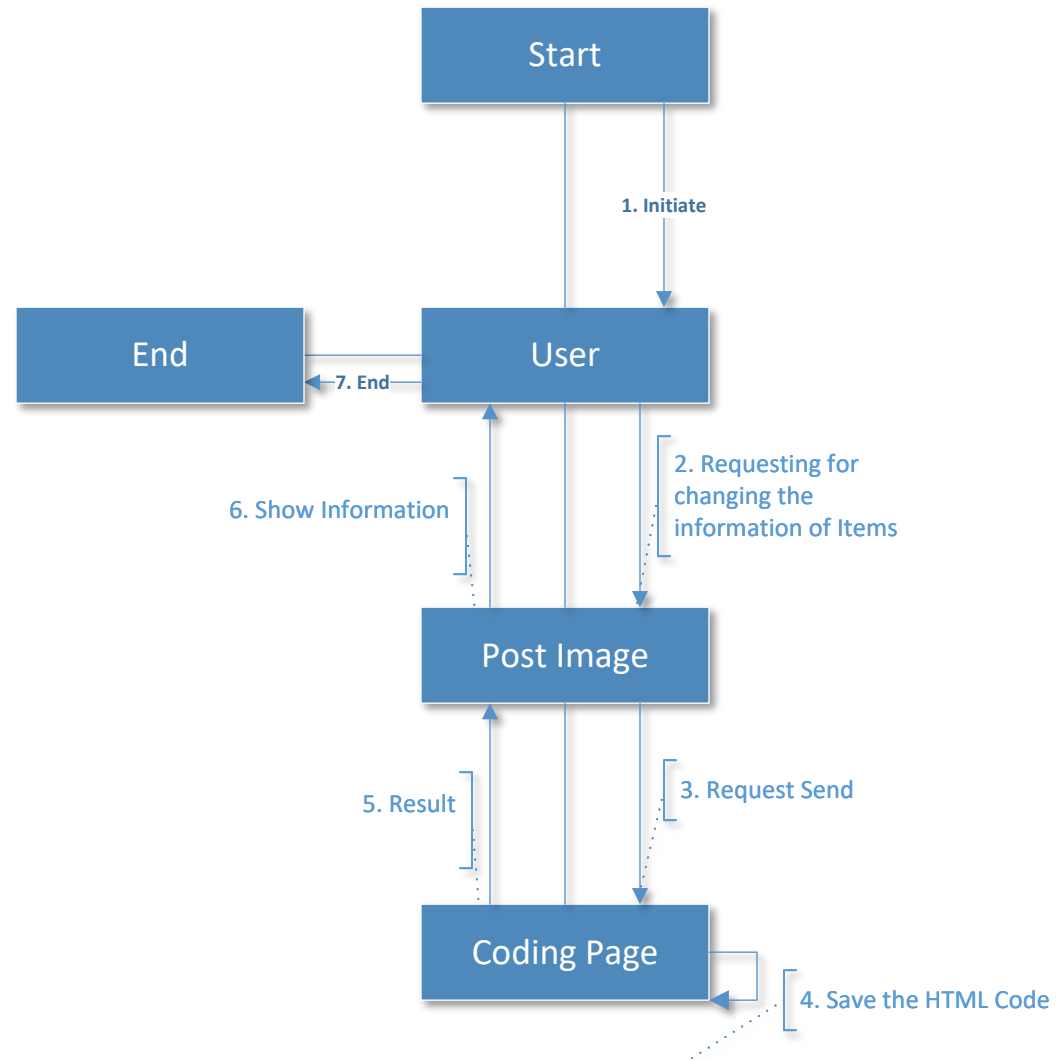 Start
1. Initiate
End
User
7. End
2. Requesting for
changing the
information of Items
6. Show Information
Post Image
3. Request Send
5. Result
Coding Page
4. Save the HTML Code